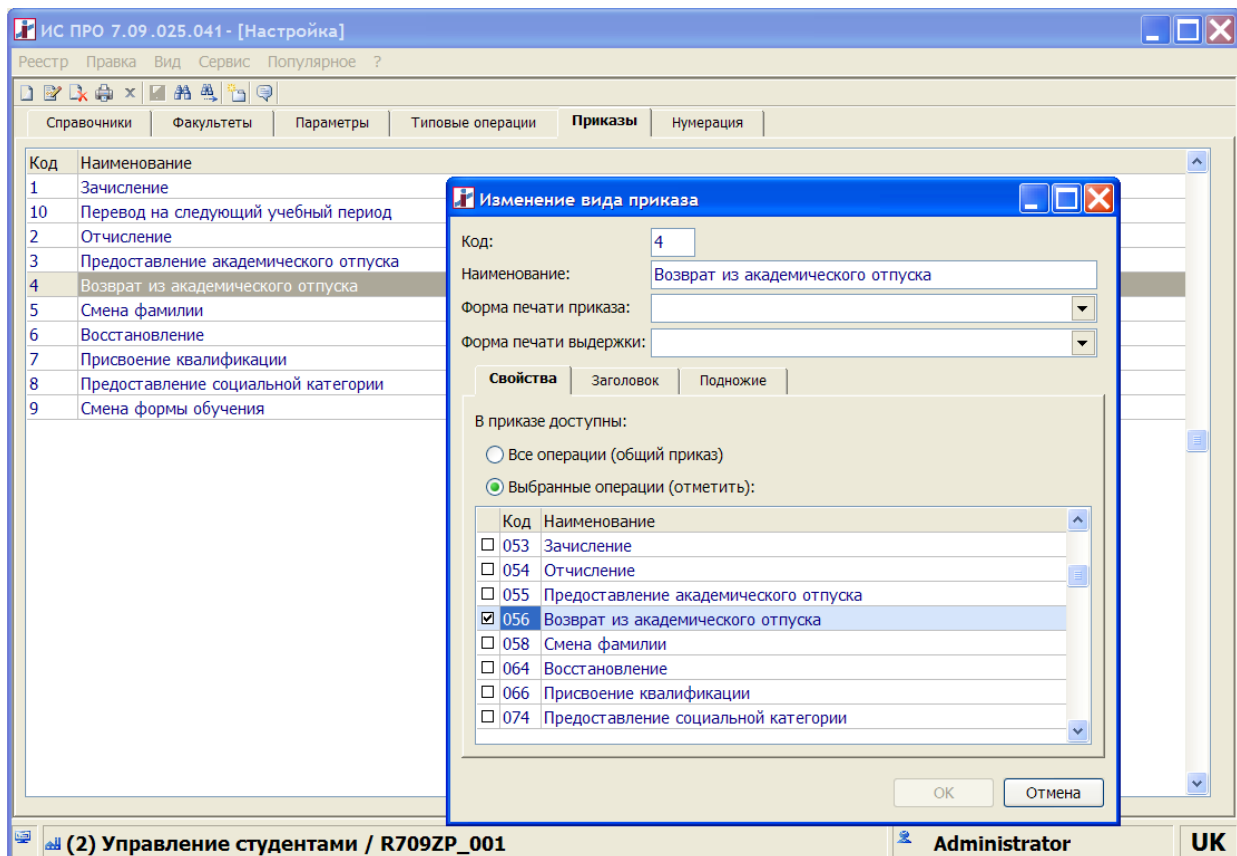 ИС ПРО 7.09.025.041- [Настройка]
Реестр Правка Вид Сервис Популярное ?
Справочники Факультеты Параметры Типовые операции Приказы Нумерация
Код Наименование
1 Зачисление
10 Перевод на следующий учебный период
2 Отчисление
3 Предоставление академического отпуска
4 Возврат из академического отпуска
5 Смена фамилии
6 Восстановление
7 Присвоение квалификации
8 Предоставление социальной категории
9 Смена формы обучения
Изменение вида приказа
Код: 4
Наименование: Возврат из академического отпуска
Форма печати приказа:
Форма печати выдержки:
Свойства Заголовок Подножие
В приказе доступны:
Все операции (общий приказ)
Выбранные операции (отметить):
Код Наименование
053 Зачисление
054 Отчисление
055 Предоставление академического отпуска
056 Возврат из академического отпуска
058 Смена фамилии
064 Восстановление
066 Присвоение квалификации
074 Предоставление социальной категории
OK Отмена
(2) Управление студентами / R709ZP_001 Administrator UK